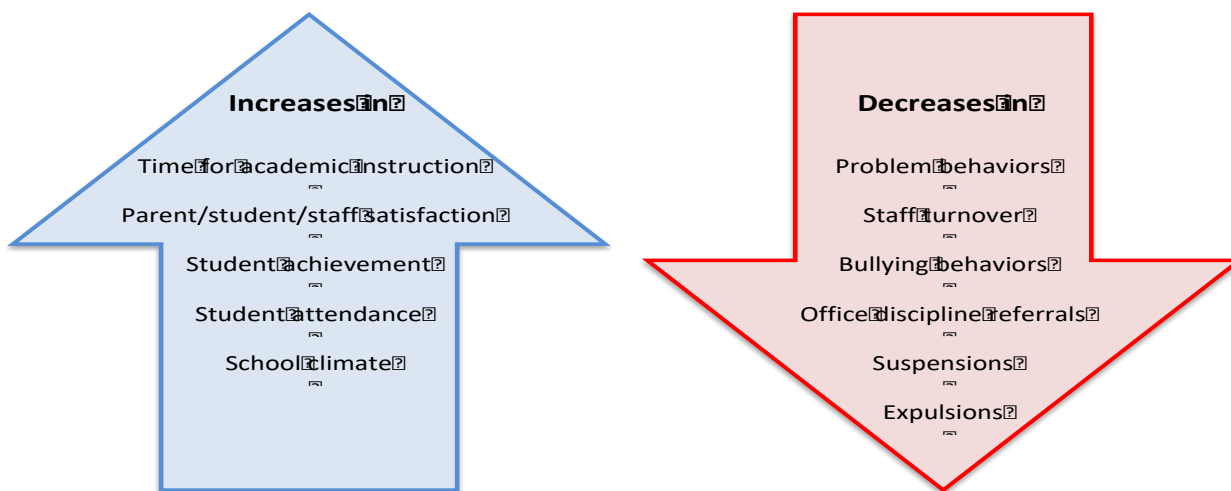 Increases in
Time for academic instruction
Parent/student/staff satisfaction
Student achievement
Student attendance
School climate
Decreases in
Problem behaviors
Staff turnover
Bullying behaviors
Office discipline referrals
Suspensions
Expulsions